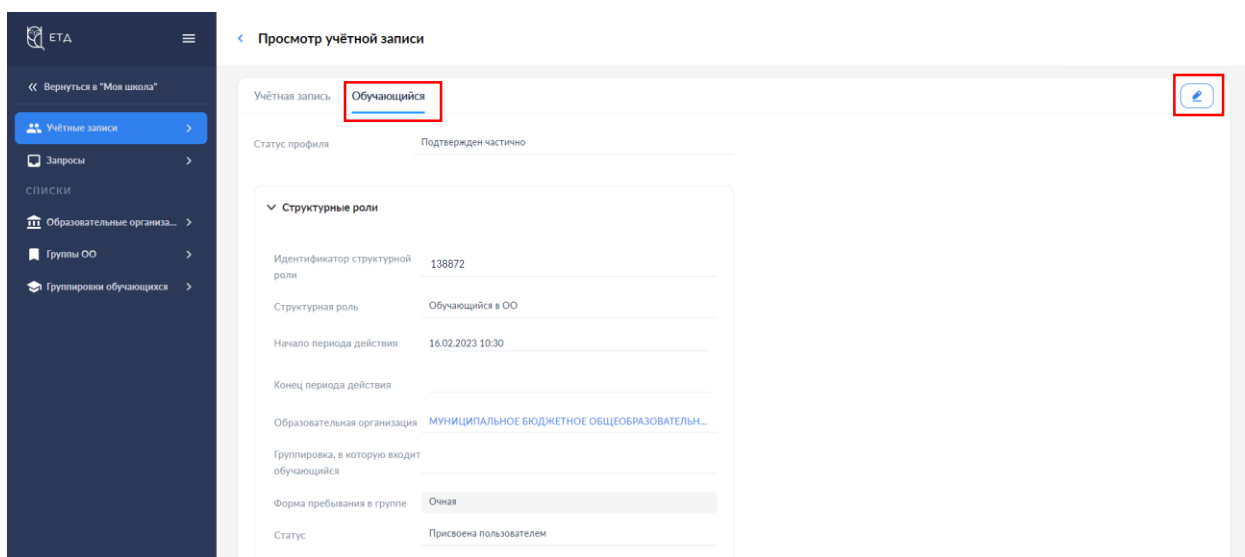 ЕТД
Просмотр учётной записи
Вернуться в "Моя школа"
Учётные записи
Запросы
СПИСКИ
Образовательные организа...
Группы ОО
Группировки обучающихся
Учётная запись Обучающийся
Статус профиля Подтвержден частично
Структурные роли
Идентификатор структурной
роли 138872
Структурная роль Обучающийся в ОО
Начало периода действия 16.02.2023 10:30
Конец периода действия
Образовательная организация МУНИЦИПАЛЬНОЕ БЮДЖЕТНОЕ ОБЩЕОБРАЗОВАТЕЛЬН...
Группировка, в которую входит
обучающийся
Форма пребывания в группе Очная
Статус Присвоена пользователем